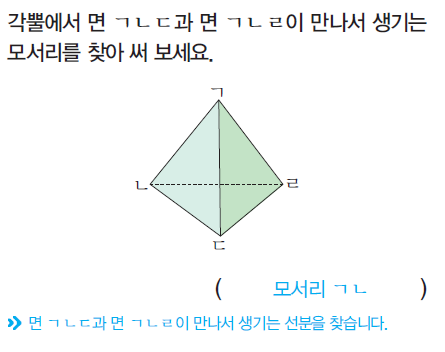 각뿔에서 면 ㄱㄴㄷ과 면 ㄱㄴㄹ이 만나서 생기는
모서리를 찾아 써 보세요.
ㄱ
ㄴ
ㄹ
ㄷ
( 모서리 ㄱㄴ )
면 ㄱㄴㄷ과 면 ㄱㄴㄹ이 만나서 생기는 선분을 찾습니다.